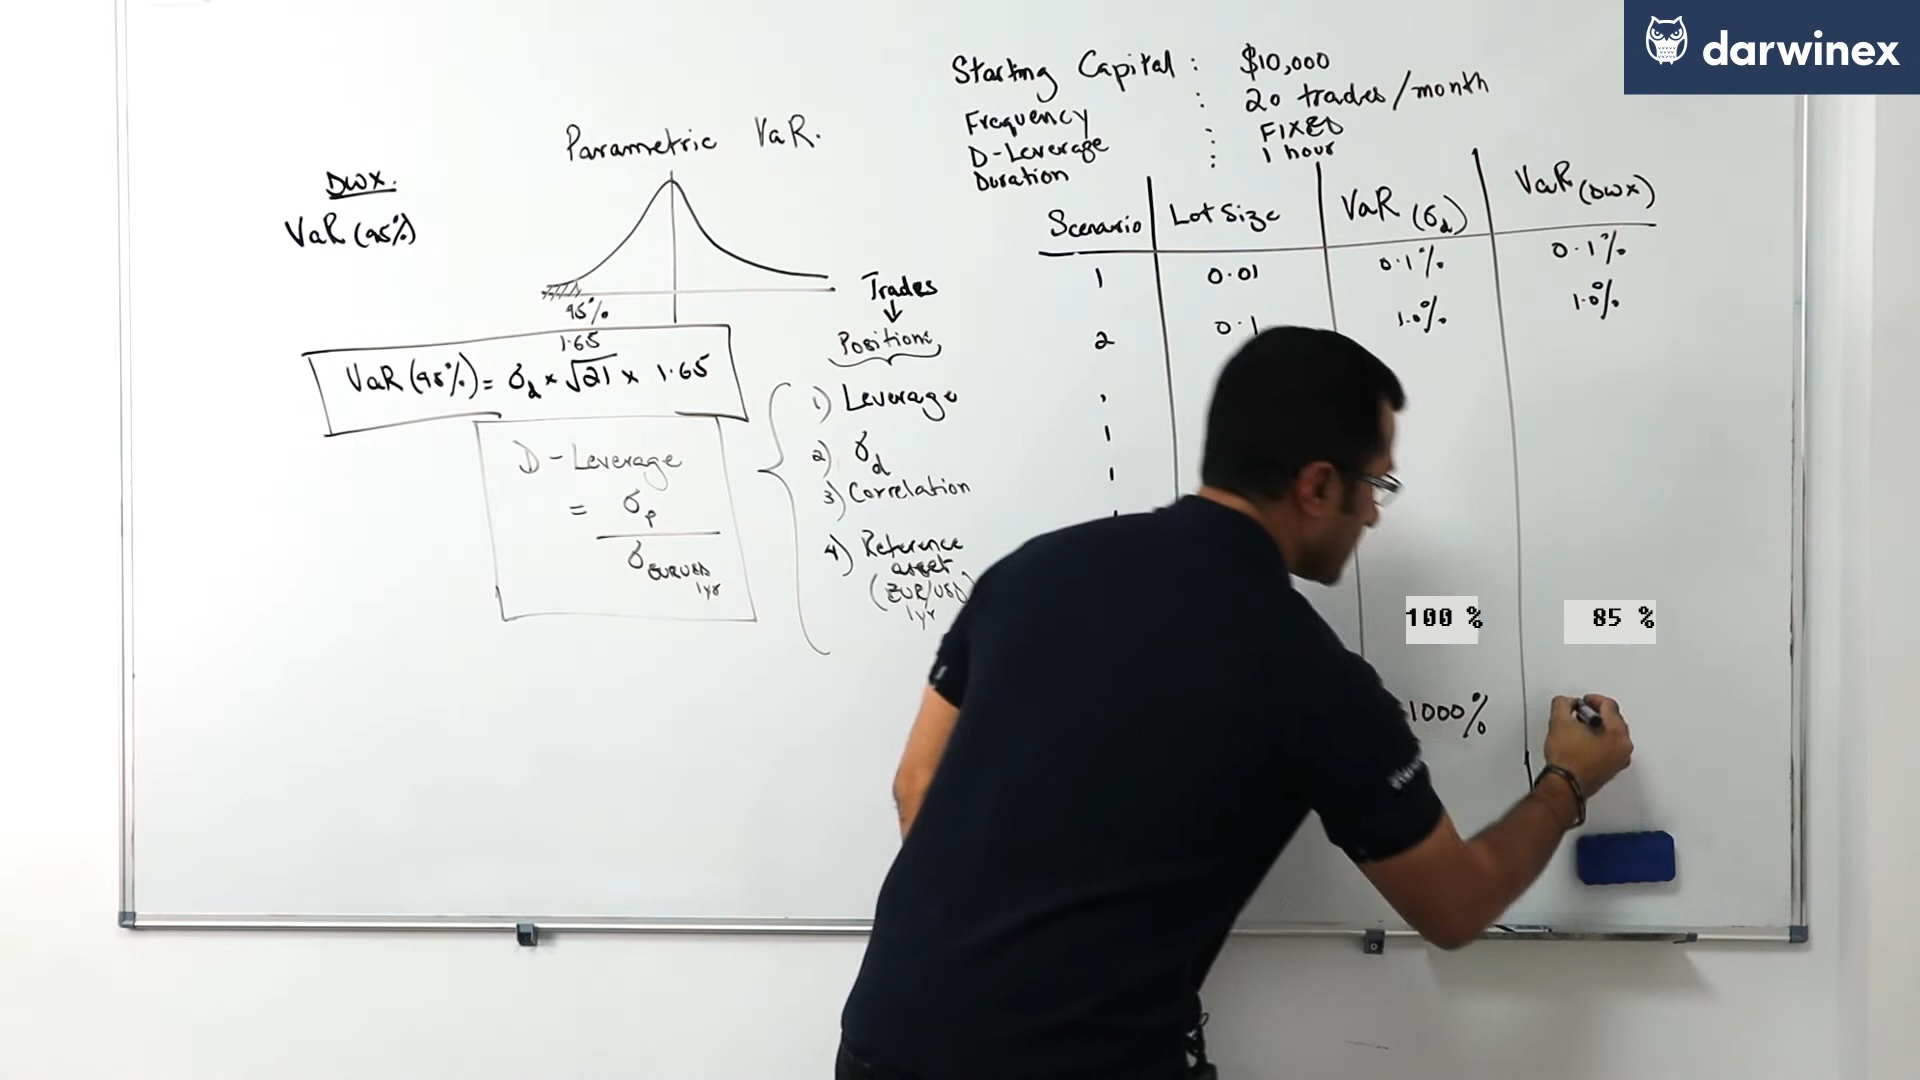 darwinex
Starting Capital : $10,000
Frequency : 20 trades/month
D-Leverage : FIXED
Duration : 1 hour
Parametric VaR.
DWX.
VaR (95%)
95%
1.65
VaR (95%) = σd × √21 × 1.65
D - Leverage
= σp
σEURUSD
1yr
Trades
↓
Positions
1) Leverage
2) σd
3) Correlation
4) Reference
asset
(EUR/USD)
1yr
Scenario Lot Size VaR (σd) VaR (DWX)
1 0.01 0.1% 0.1%
2 0.1 1.0% 1.0%
100 % 85 %
1000%